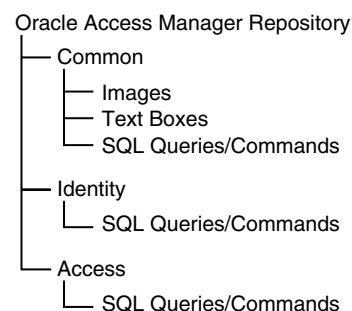 Oracle Access Manager Repository
Common
Images
Text Boxes
SQL Queries/Commands
Identity
SQL Queries/Commands
Access
SQL Queries/Commands